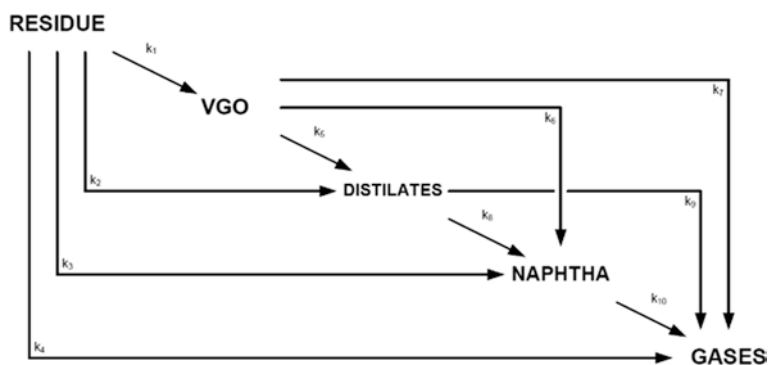 RESIDUE
k1
VGO
k7
k6
k5
k2
DISTILATES
k9
k8
k3
NAPHTHA
k10
k4
GASES